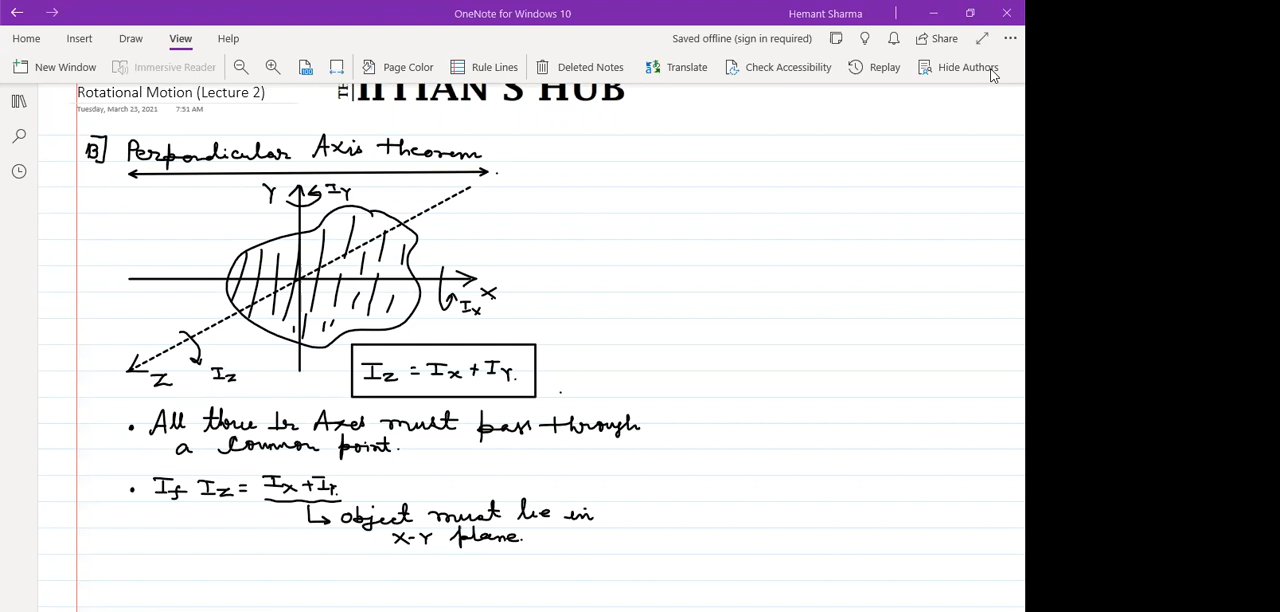 OneNote for Windows 10
Hemant Sharma
Home Insert Draw View Help
Saved offline (sign in required) Share
New Window Immersive Reader Page Color Rule Lines Deleted Notes Translate Check Accessibility Replay Hide Authors
Rotational Motion (Lecture 2)
IITIAN'S HUB
Tuesday, March 23, 2021 7:51 AM
B] Perpendicular Axis theorem
Y IY
X
Ix
Z Iz
Iz = Ix + IY.
• All three Ir Axes must pass through
a common point.
• If Iz = Ix + IY.
↳ object must lie in
X-Y plane.